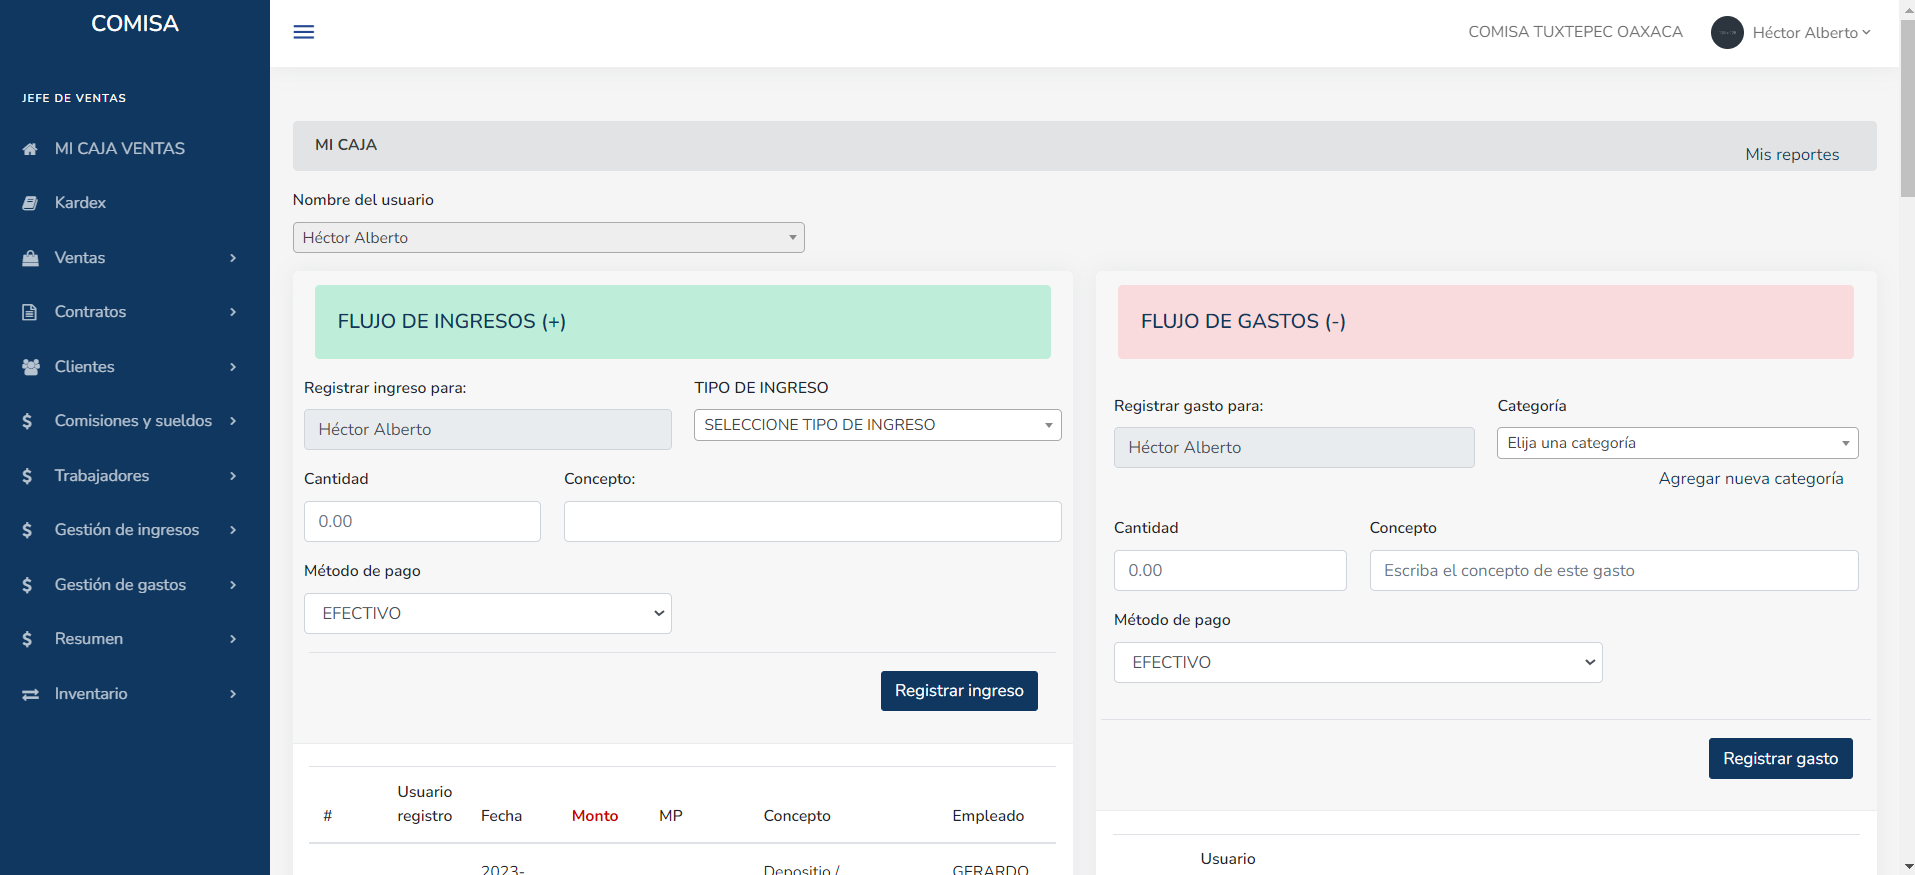 COMISA
JEFE DE VENTAS
MI CAJA VENTAS
Kardex
Ventas
Contratos
Clientes
Comisiones y sueldos
Trabajadores
Gestión de ingresos
Gestión de gastos
Resumen
Inventario
COMISA TUXTEPEC OAXACA
Héctor Alberto
MI CAJA
Mis reportes
Nombre del usuario
Héctor Alberto
FLUJO DE INGRESOS (+)
Registrar ingreso para:
TIPO DE INGRESO
Héctor Alberto
SELECCIONE TIPO DE INGRESO
Cantidad
Concepto:
0.00
Método de pago
EFECTIVO
Registrar ingreso
# Usuario registro Fecha Monto MP Concepto Empleado
2023- Depositio / GERARDO
FLUJO DE GASTOS (-)
Registrar gasto para:
Categoría
Héctor Alberto
Elija una categoría
Agregar nueva categoría
Cantidad
Concepto
0.00
Escriba el concepto de este gasto
Método de pago
EFECTIVO
Registrar gasto
Usuario